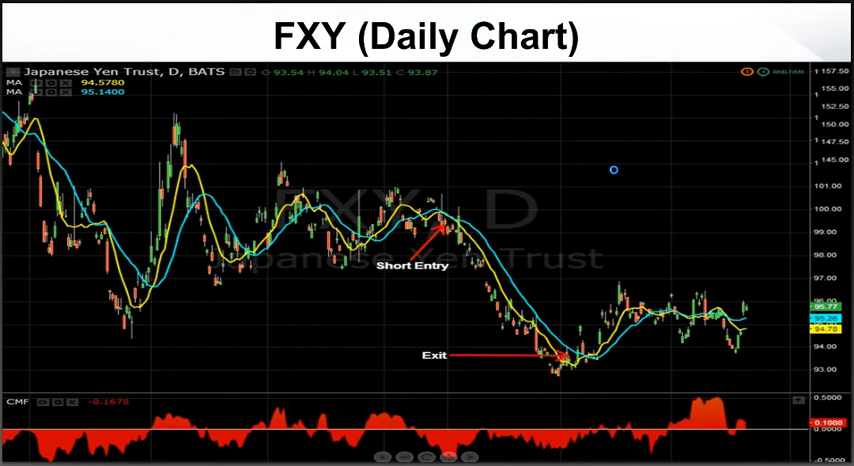 FXY (Daily Chart)
Japanese Yen Trust, D, BATS O 93.54 H 94.04 L 93.51 C 93.87 REALTIME
MA 94.5780
MA 95.1400
157.50
155.00
152.50
150.00
147.50
145.00
101.00
100.00
99.00
98.00
97.00
96.00
95.77
95.26
94.78
94.00
93.00
FXY, D
Japanese Yen Trust
Short Entry
Exit
CMF -0.1675
0.5000
0.1088
0.0000
-0.5000